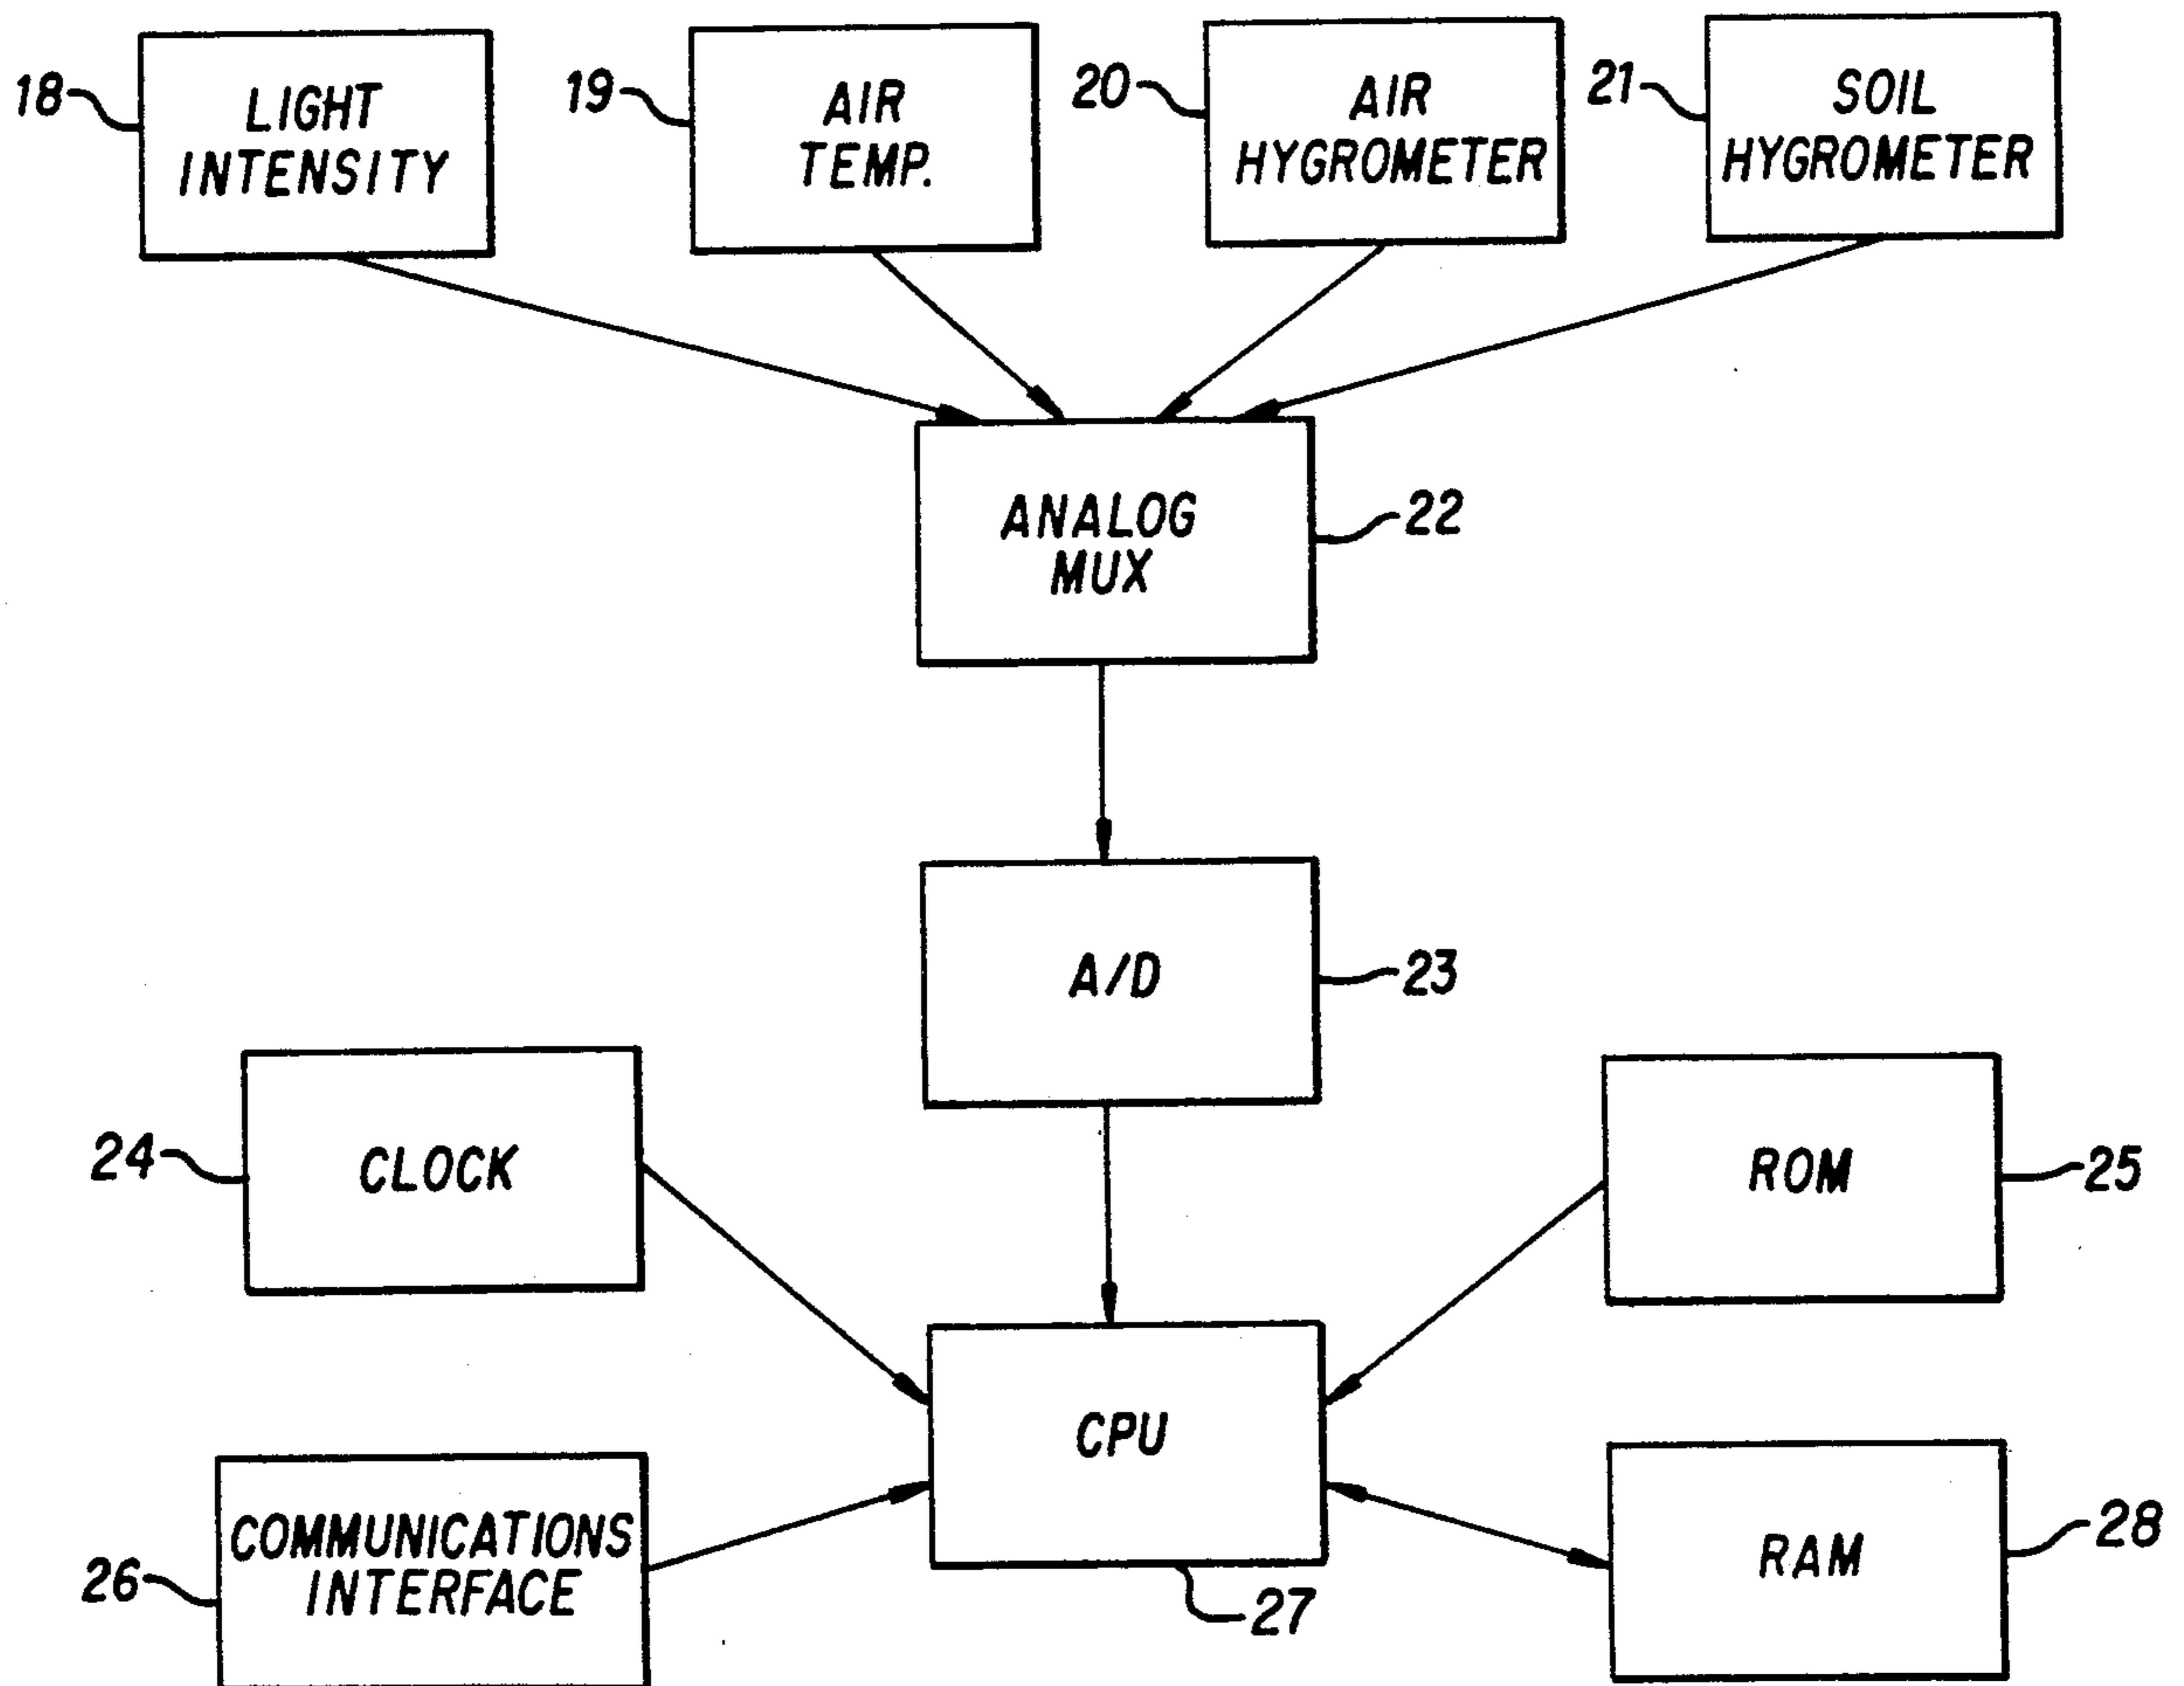 18
LIGHT
INTENSITY
19
AIR
TEMP.
20
AIR
HYGROMETER
21
SOIL
HYGROMETER
ANALOG
MUX
22
A/D
23
24
CLOCK
ROM
25
CPU
27
26
COMMUNICATIONS
INTERFACE
RAM
28